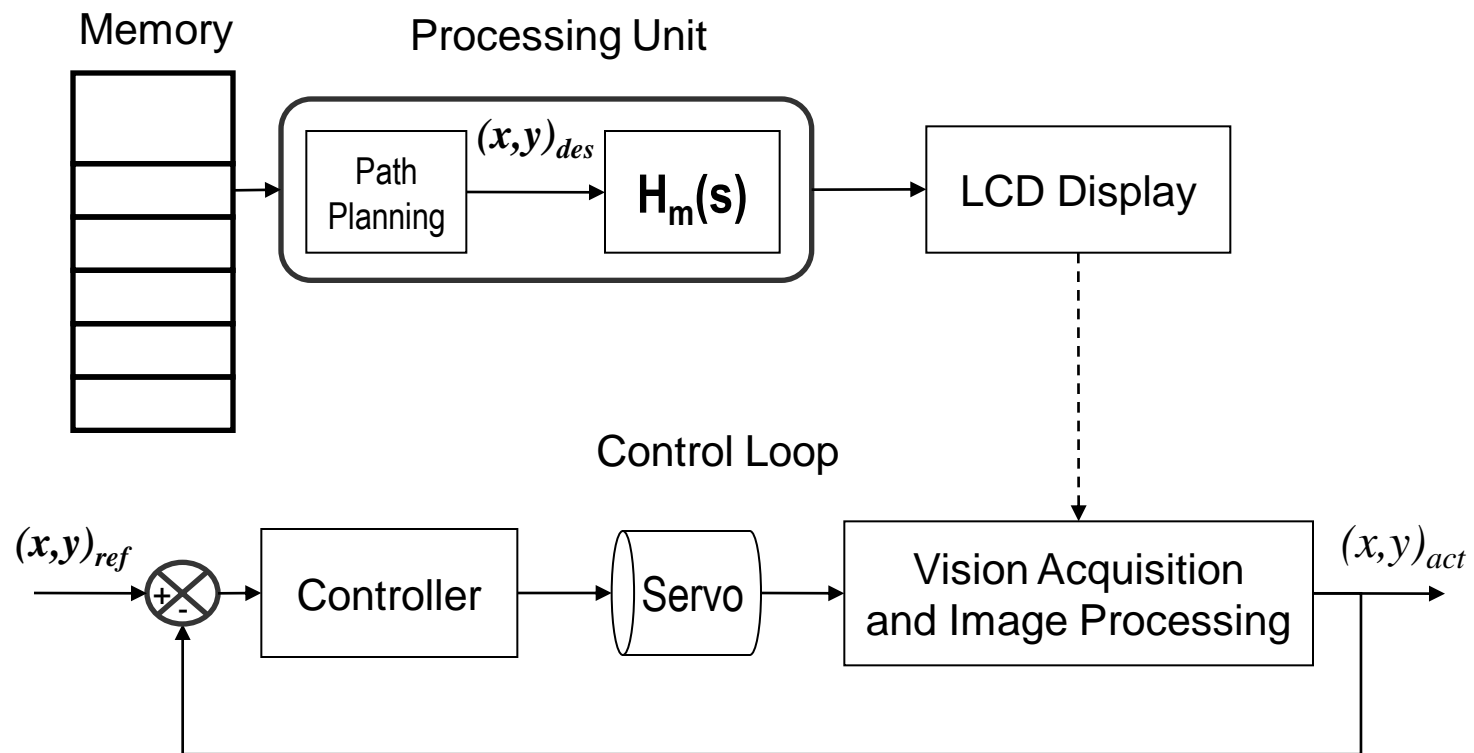 Memory
Processing Unit
Path
Planning
(x,y)des
Hm(s)
LCD Display
Control Loop
(x,y)ref
+
-
Controller
Servo
Vision Acquisition
and Image Processing
(x,y)act